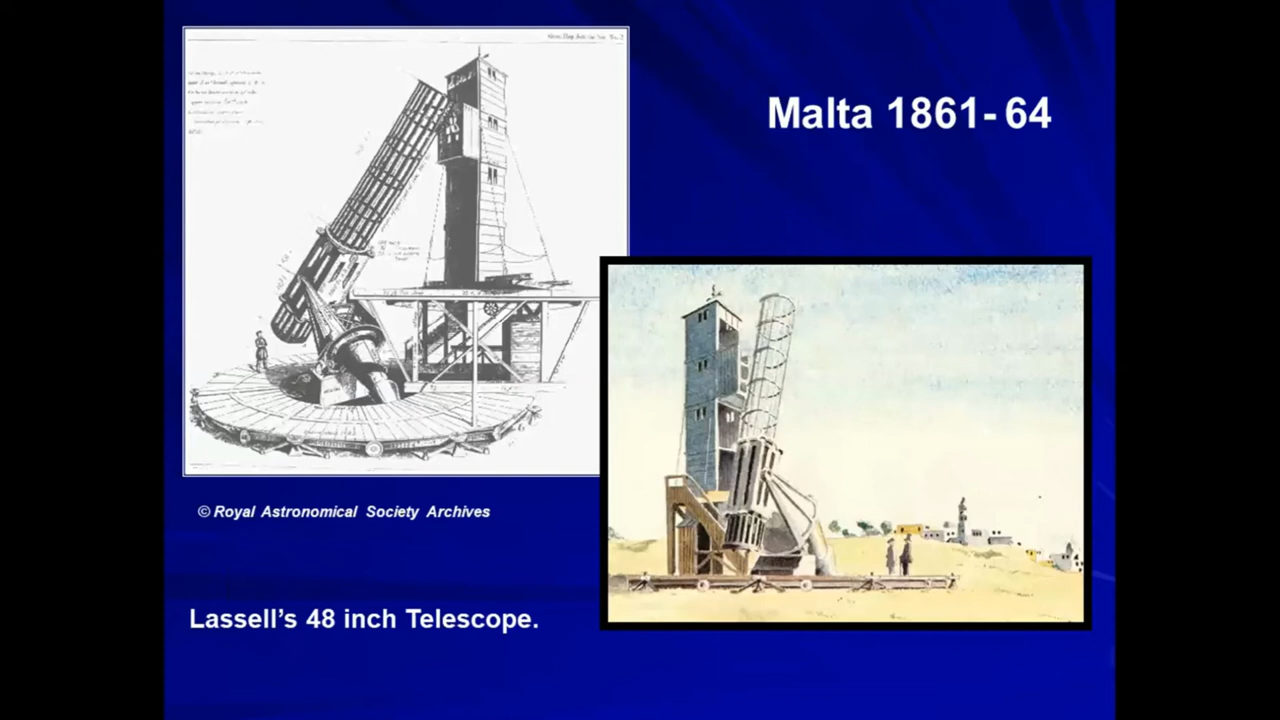 Malta 1861- 64
© Royal Astronomical Society Archives
Lassell's 48 inch Telescope.